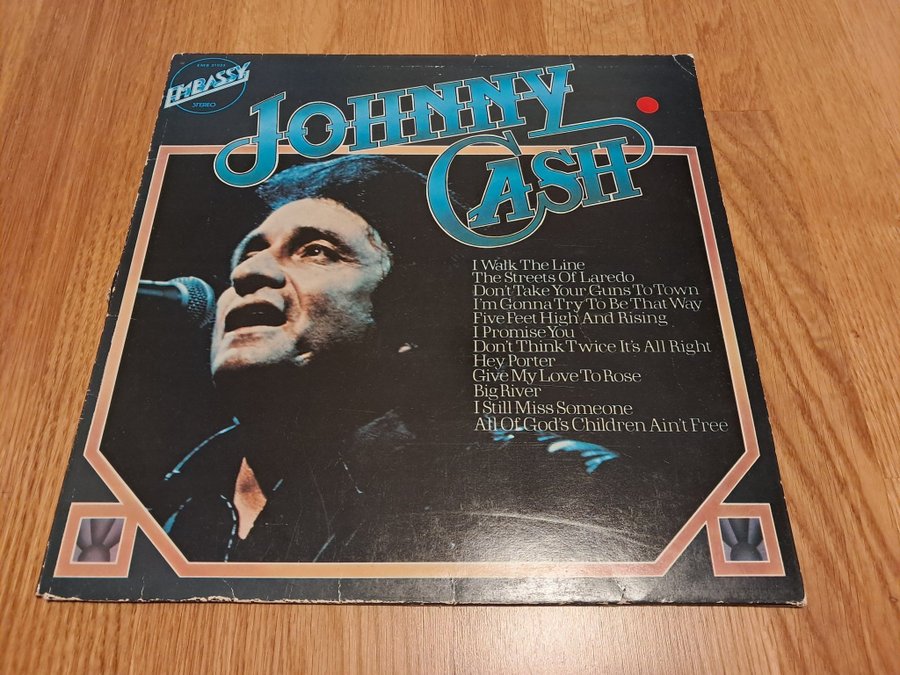 EMBASSY
STEREO
JOHNNY
CASH
I Walk The Line
The Streets Of Laredo
Don't Take Your Guns To Town
I'm Gonna Try To Be That Way
Five Feet High And Rising
I Promise You
Don't Think Twice It's All Right
Hey Porter
Give My Love To Rose
Big River
I Still Miss Someone
All Of God's Children Ain't Free